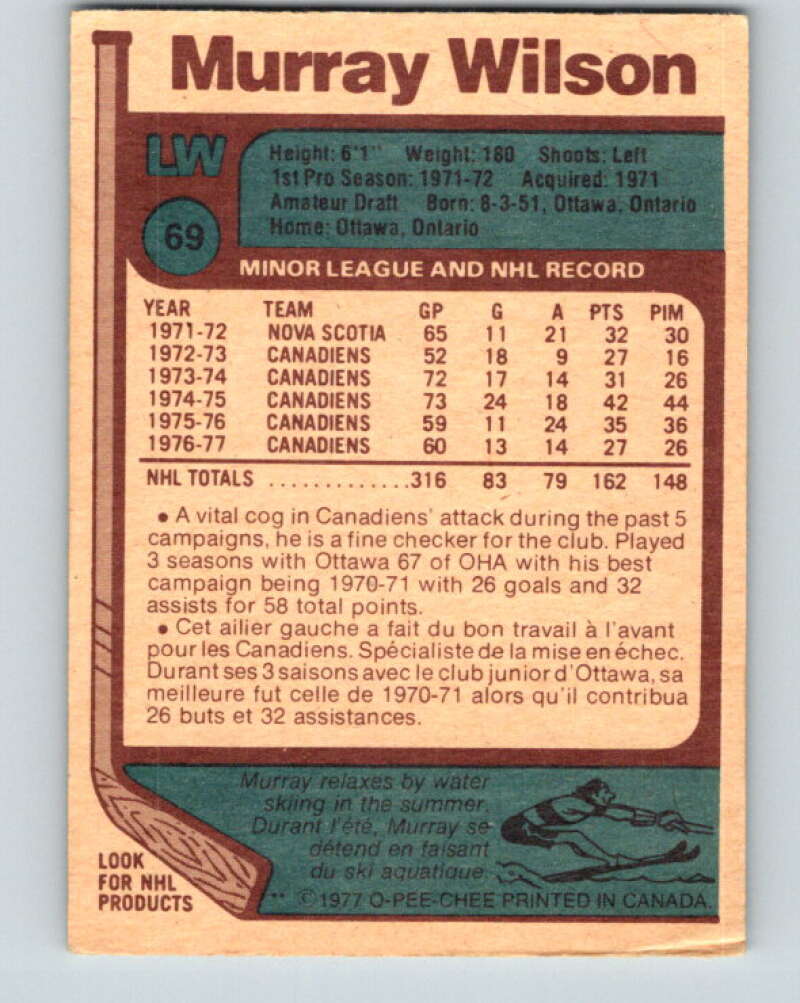 Murray Wilson
LW
69
Height: 6'1" Weight: 180 Shoots: Left
1st Pro Season: 1971-72 Acquired: 1971
Amateur Draft Born: 8-3-51, Ottawa, Ontario
Home: Ottawa, Ontario
MINOR LEAGUE AND NHL RECORD
YEAR TEAM GP G A PTS PIM
1971-72 NOVA SCOTIA 65 11 21 32 30
1972-73 CANADIENS 52 18 9 27 16
1973-74 CANADIENS 72 17 14 31 26
1974-75 CANADIENS 73 24 18 42 44
1975-76 CANADIENS 59 11 24 35 36
1976-77 CANADIENS 60 13 14 27 26
NHL TOTALS .............316 83 79 162 148
• A vital cog in Canadiens' attack during the past 5
campaigns, he is a fine checker for the club. Played
3 seasons with Ottawa 67 of OHA with his best
campaign being 1970-71 with 26 goals and 32
assists for 58 total points.
• Cet ailier gauche a fait du bon travail à l'avant
pour les Canadiens. Spécialiste de la mise en échec.
Durant ses 3 saisons avec le club junior d'Ottawa, sa
meilleure fut celle de 1970-71 alors qu'il contribua
26 buts et 32 assistances.
Murray relaxes by water
skiing in the summer.
Durant l'été, Murray se
détend en faisant
du ski aquatique.
LOOK
FOR NHL
PRODUCTS
** ©1977 O-PEE-CHEE PRINTED IN CANADA.